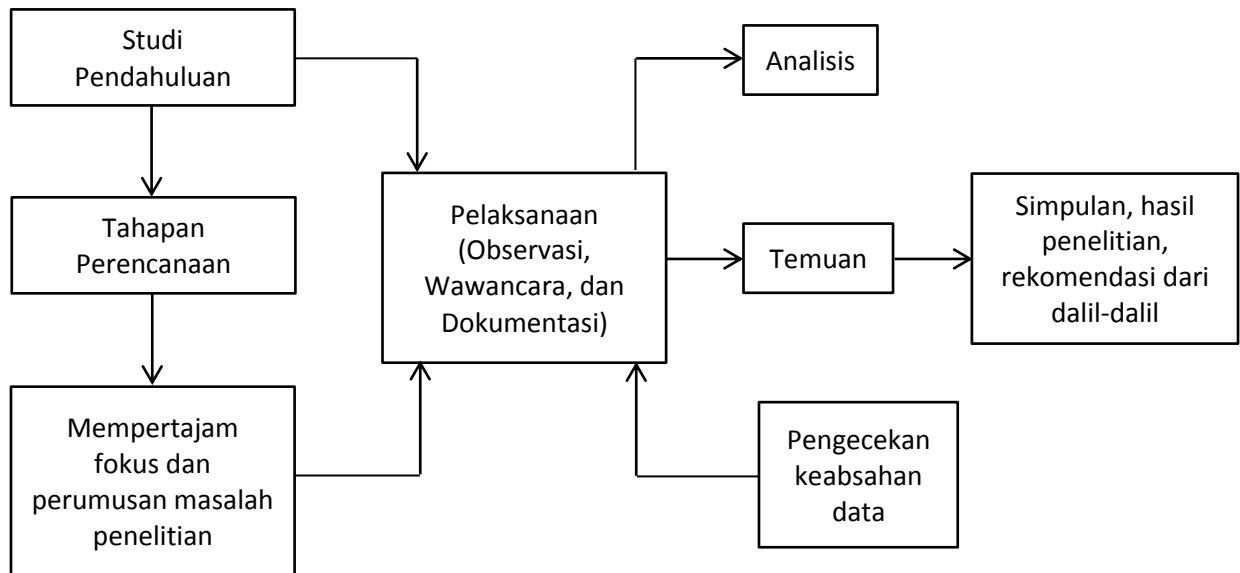 Studi
Pendahuluan
Tahapan
Perencanaan
Mempertajam
fokus dan
perumusan masalah
penelitian
Pelaksanaan
(Observasi,
Wawancara, dan
Dokumentasi)
Analisis
Temuan
Pengecekan
keabsahan
data
Simpulan, hasil
penelitian,
rekomendasi dari
dalil-dalil